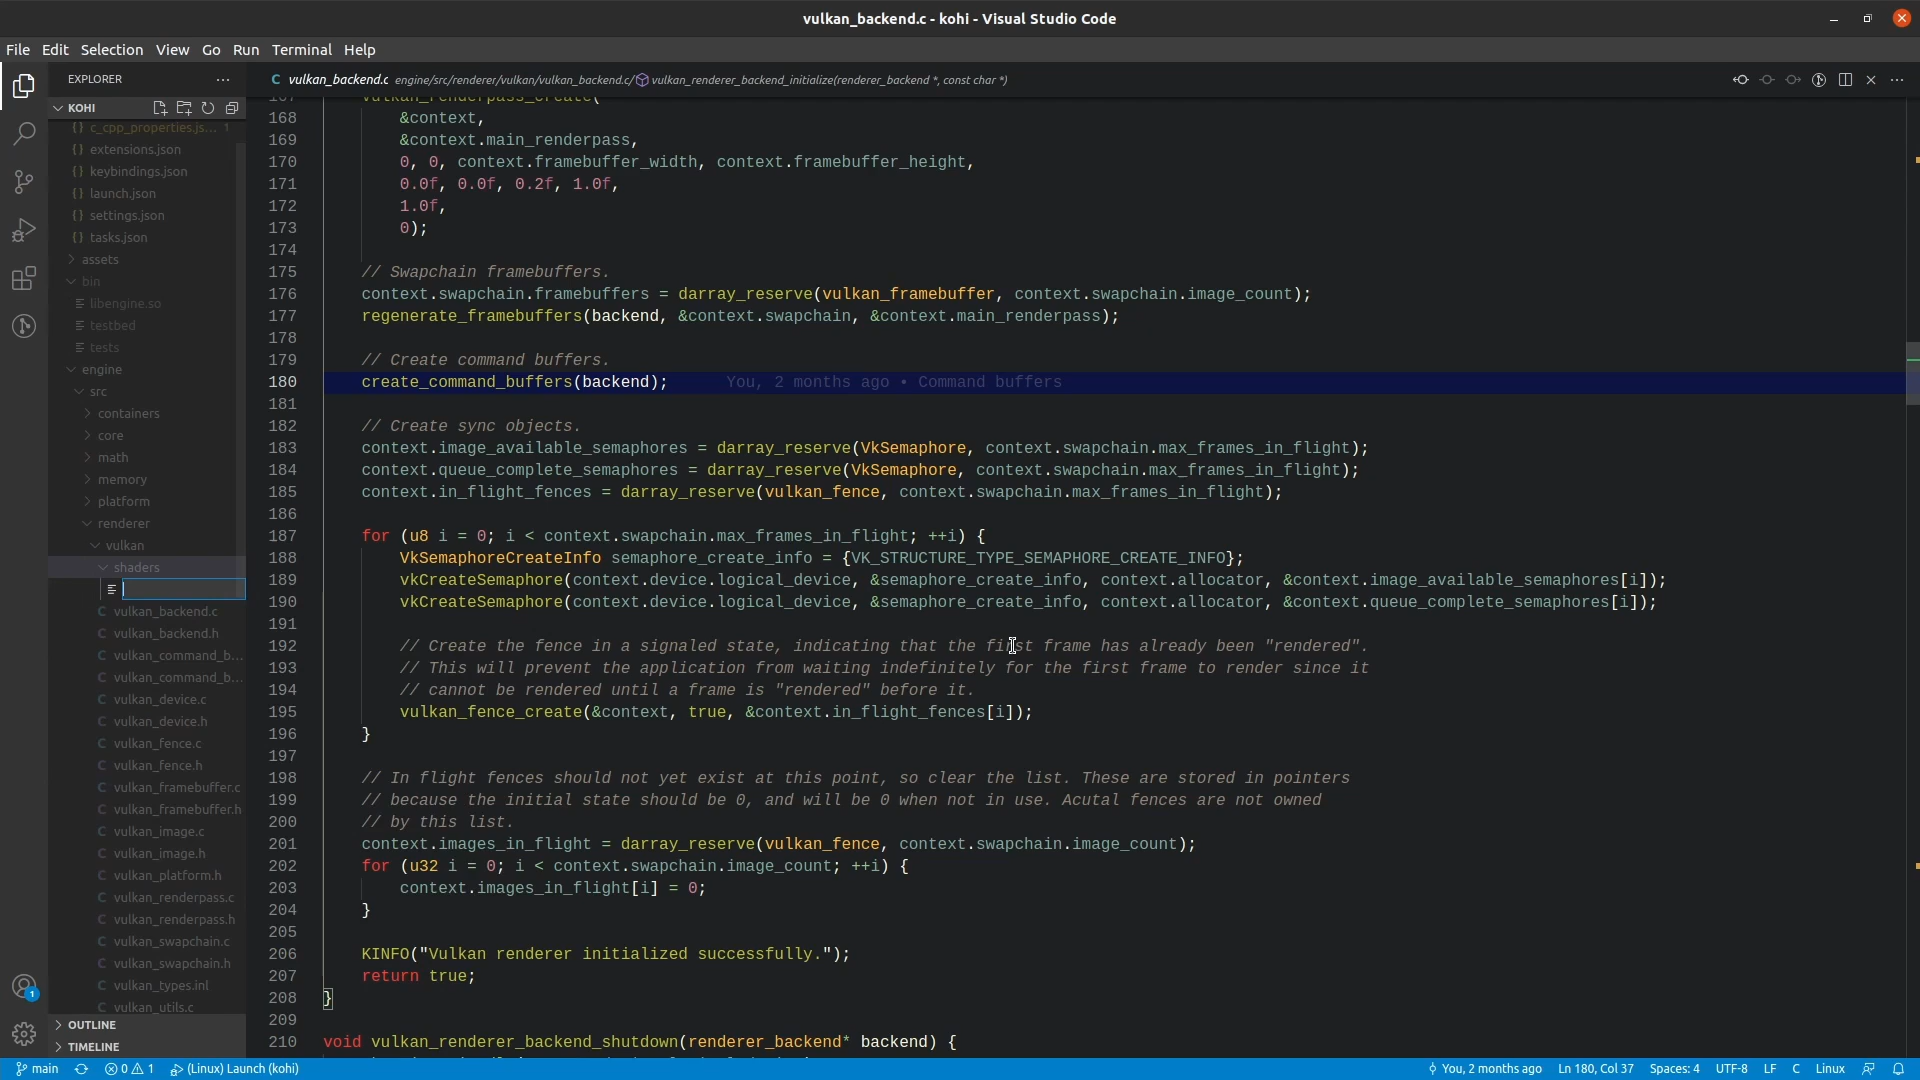 vulkan_backend.c - kohi - Visual Studio Code
File Edit Selection View Go Run Terminal Help
EXPLORER
KOHI
c_cpp_properties.js... 1
extensions.json
keybindings.json
launch.json
settings.json
tasks.json
assets
bin
libengine.so
testbed
tests
engine
src
containers
core
math
memory
platform
renderer
vulkan
shaders
vulkan_backend.c
vulkan_backend.h
vulkan_command_b...
vulkan_command_b...
vulkan_device.c
vulkan_device.h
vulkan_fence.c
vulkan_fence.h
vulkan_framebuffer.c
vulkan_framebuffer.h
vulkan_image.c
vulkan_image.h
vulkan_platform.h
vulkan_renderpass.c
vulkan_renderpass.h
vulkan_swapchain.c
vulkan_swapchain.h
vulkan_types.inl
vulkan_utils.c
OUTLINE
TIMELINE
C vulkan_backend.c engine/src/renderer/vulkan/vulkan_backend.c/ vulkan_renderer_backend_initialize(renderer_backend *, const char *)
167 vulkan_renderpass_create(
168 &context,
169 &context.main_renderpass,
170 0, 0, context.framebuffer_width, context.framebuffer_height,
171 0.0f, 0.0f, 0.2f, 1.0f,
172 1.0f,
173 0);
174
175 // Swapchain framebuffers.
176 context.swapchain.framebuffers = darray_reserve(vulkan_framebuffer, context.swapchain.image_count);
177 regenerate_framebuffers(backend, &context.swapchain, &context.main_renderpass);
178
179 // Create command buffers.
180 create_command_buffers(backend); You, 2 months ago • Command buffers
181
182 // Create sync objects.
183 context.image_available_semaphores = darray_reserve(VkSemaphore, context.swapchain.max_frames_in_flight);
184 context.queue_complete_semaphores = darray_reserve(VkSemaphore, context.swapchain.max_frames_in_flight);
185 context.in_flight_fences = darray_reserve(vulkan_fence, context.swapchain.max_frames_in_flight);
186
187 for (u8 i = 0; i < context.swapchain.max_frames_in_flight; ++i) {
188 VkSemaphoreCreateInfo semaphore_create_info = {VK_STRUCTURE_TYPE_SEMAPHORE_CREATE_INFO};
189 vkCreateSemaphore(context.device.logical_device, &semaphore_create_info, context.allocator, &context.image_available_semaphores[i]);
190 vkCreateSemaphore(context.device.logical_device, &semaphore_create_info, context.allocator, &context.queue_complete_semaphores[i]);
191
192 // Create the fence in a signaled state, indicating that the first frame has already been "rendered".
193 // This will prevent the application from waiting indefinitely for the first frame to render since it
194 // cannot be rendered until a frame is "rendered" before it.
195 vulkan_fence_create(&context, true, &context.in_flight_fences[i]);
196 }
197
198 // In flight fences should not yet exist at this point, so clear the list. These are stored in pointers
199 // because the initial state should be 0, and will be 0 when not in use. Acutal fences are not owned
200 // by this list.
201 context.images_in_flight = darray_reserve(vulkan_fence, context.swapchain.image_count);
202 for (u32 i = 0; i < context.swapchain.image_count; ++i) {
203 context.images_in_flight[i] = 0;
204 }
205
206 KINFO("Vulkan renderer initialized successfully.");
207 return true;
208 }
209
210 void vulkan_renderer_backend_shutdown(renderer_backend* backend) {
1
main 0 1 (Linux) Launch (kohi) You, 2 months ago Ln 180, Col 37 Spaces: 4 UTF-8 LF C Linux